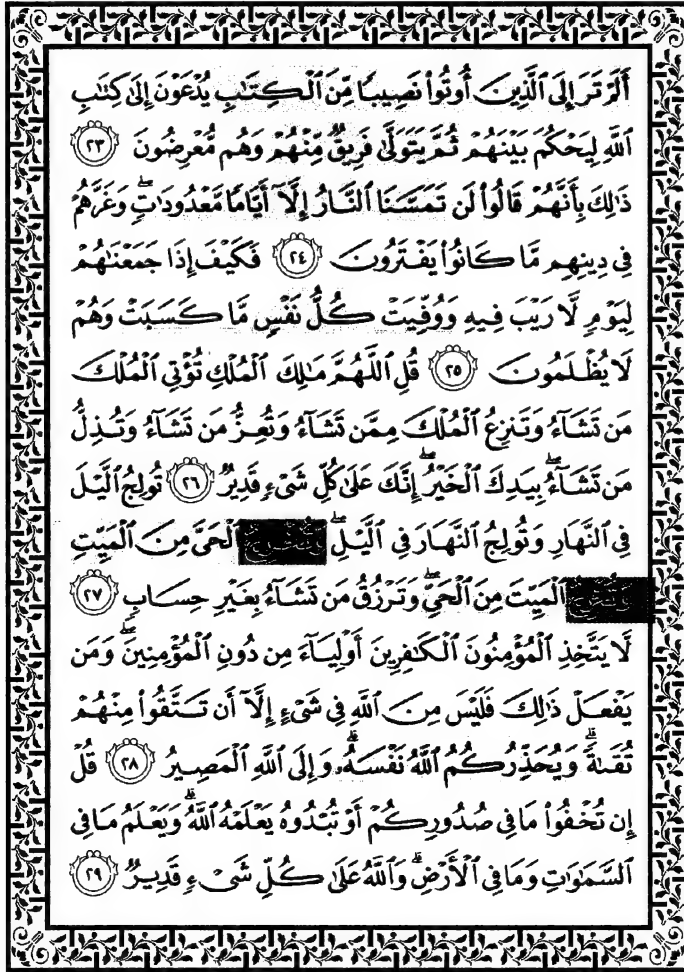 أَلَمْ تَرَ إِلَى ٱلَّذِينَ أُوتُوا۟ نَصِيبًا مِّنَ ٱلْكِتَٰبِ يُدْعَوْنَ إِلَىٰ كِتَٰبِ
ٱللَّهِ لِيَحْكُمَ بَيْنَهُمْ ثُمَّ يَتَوَلَّىٰ فَرِيقٌ مِّنْهُمْ وَهُم مُّعْرِضُونَ ٢٣
ذَٰلِكَ بِأَنَّهُمْ قَالُوا۟ لَن تَمَسَّنَا ٱلنَّارُ إِلَّآ أَيَّامًا مَّعْدُودَٰتٍ ۖ وَغَرَّهُمْ
فِى دِينِهِم مَّا كَانُوا۟ يَفْتَرُونَ ٢٤ فَكَيْفَ إِذَا جَمَعْنَٰهُمْ
لِيَوْمٍ لَّا رَيْبَ فِيهِ وَوُفِّيَتْ كُلُّ نَفْسٍ مَّا كَسَبَتْ وَهُمْ
لَا يُظْلَمُونَ ٢٥ قُلِ ٱللَّهُمَّ مَٰلِكَ ٱلْمُلْكِ تُؤْتِى ٱلْمُلْكَ
مَن تَشَآءُ وَتَنزِعُ ٱلْمُلْكَ مِمَّن تَشَآءُ وَتُعِزُّ مَن تَشَآءُ وَتُذِلُّ
مَن تَشَآءُ ۖ بِيَدِكَ ٱلْخَيْرُ ۖ إِنَّكَ عَلَىٰ كُلِّ شَىْءٍ قَدِيرٌ ٢٦ تُولِجُ ٱلَّيْلَ
فِى ٱلنَّهَارِ وَتُولِجُ ٱلنَّهَارَ فِى ٱلَّيْلِ ۖ وَتُخْرِجُ ٱلْحَىَّ مِنَ ٱلْمَيِّتِ
وَتُخْرِجُ ٱلْمَيِّتَ مِنَ ٱلْحَىِّ ۖ وَتَرْزُقُ مَن تَشَآءُ بِغَيْرِ حِسَابٍ ٢٧
لَّا يَتَّخِذِ ٱلْمُؤْمِنُونَ ٱلْكَٰفِرِينَ أَوْلِيَآءَ مِن دُونِ ٱلْمُؤْمِنِينَ ۖ وَمَن
يَفْعَلْ ذَٰلِكَ فَلَيْسَ مِنَ ٱللَّهِ فِى شَىْءٍ إِلَّآ أَن تَتَّقُوا۟ مِنْهُمْ
تُقَىٰةً ۗ وَيُحَذِّرُكُمُ ٱللَّهُ نَفْسَهُۥ ۗ وَإِلَى ٱللَّهِ ٱلْمَصِيرُ ٢٨ قُلْ
إِن تُخْفُوا۟ مَا فِى صُدُورِكُمْ أَوْ تُبْدُوهُ يَعْلَمْهُ ٱللَّهُ ۗ وَيَعْلَمُ مَا فِى
ٱلسَّمَٰوَٰتِ وَمَا فِى ٱلْأَرْضِ ۗ وَٱللَّهُ عَلَىٰ كُلِّ شَىْءٍ قَدِيرٌ ٢٩